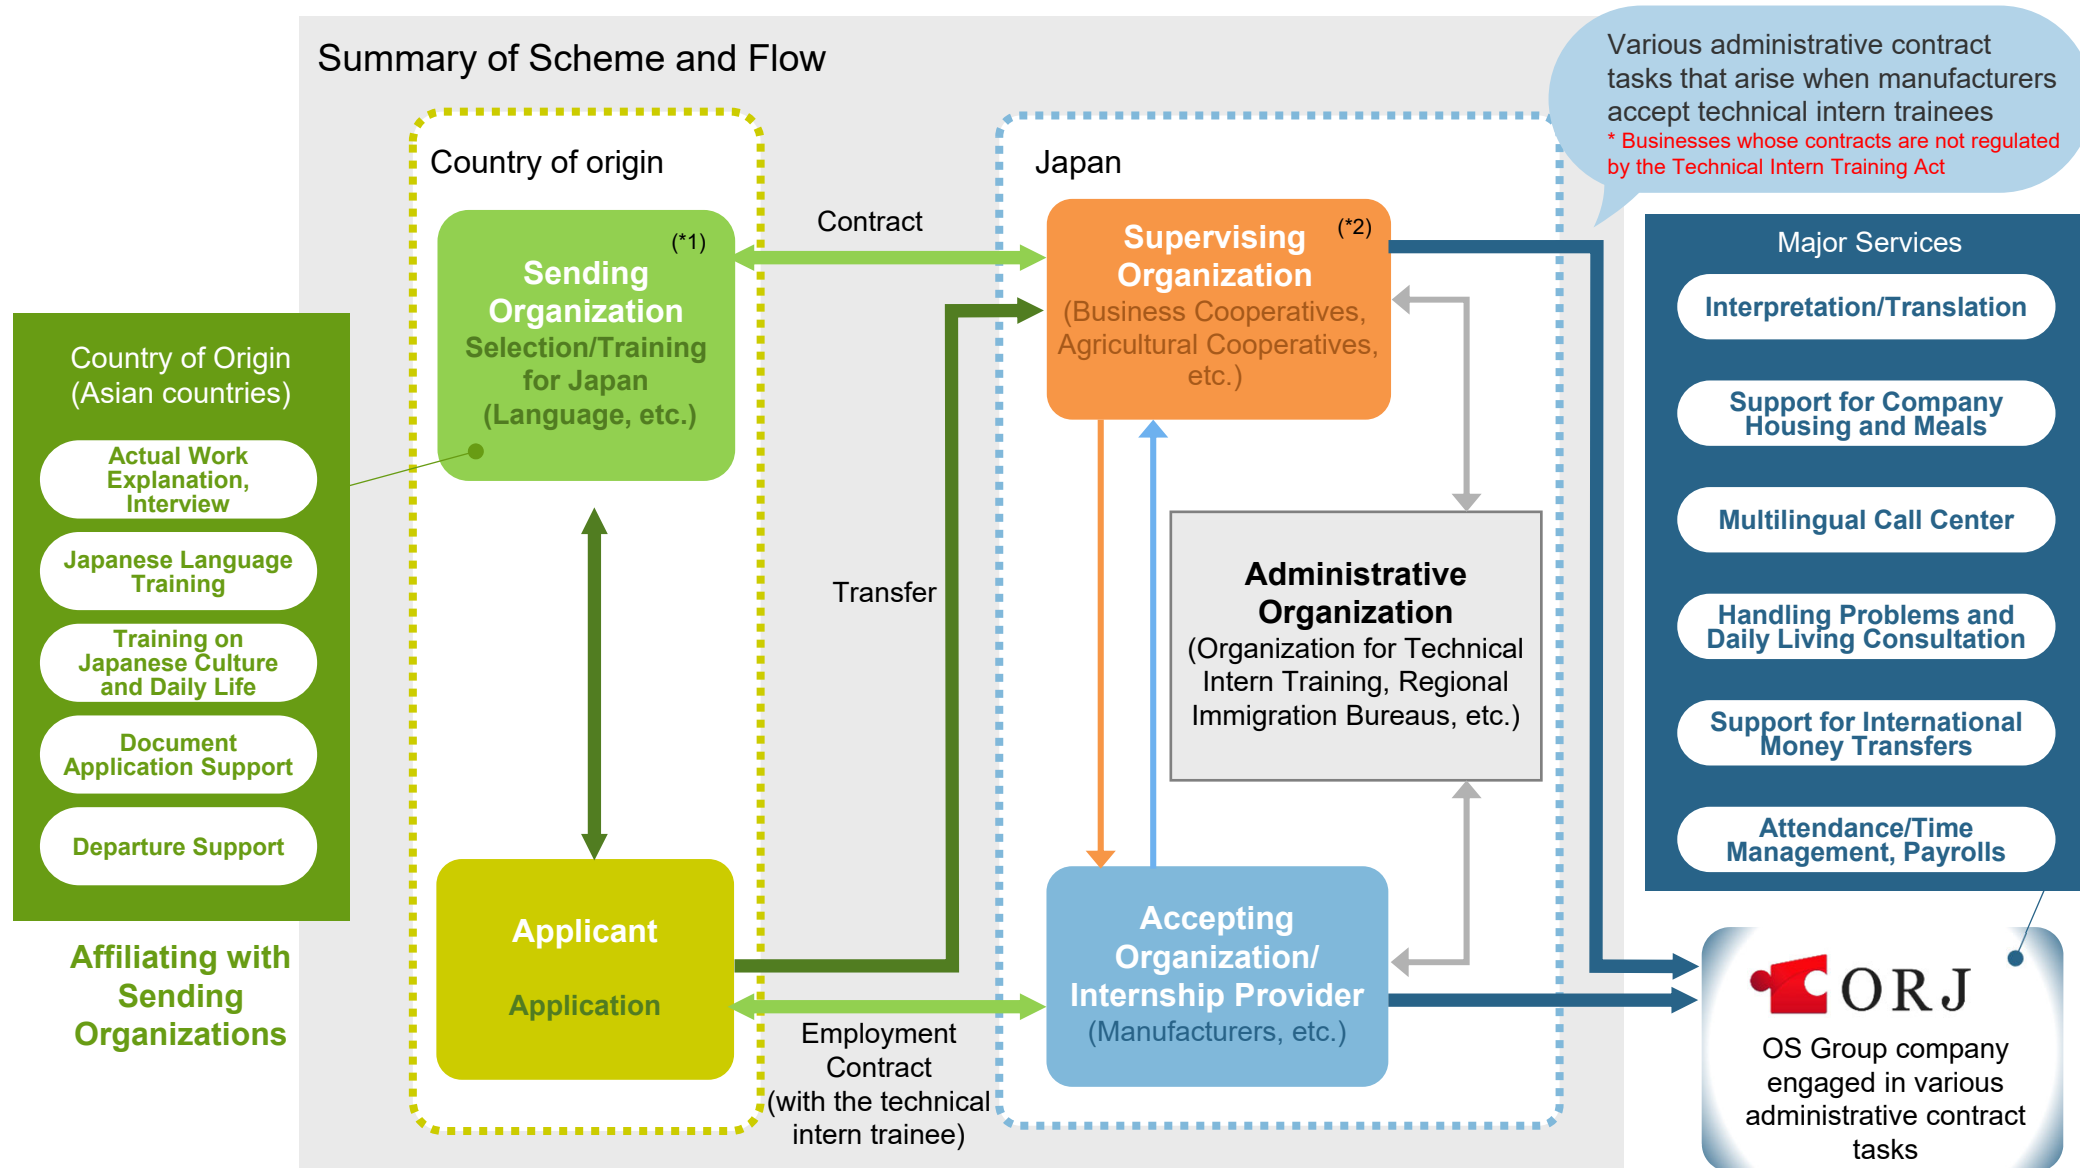 Summary of Scheme and Flow
Various administrative contract
tasks that arise when manufacturers
accept technical intern trainees
* Businesses whose contracts are not regulated
by the Technical Intern Training Act
Country of Origin
(Asian countries)
Actual Work
Explanation,
Interview
Japanese Language
Training
Training on
Japanese Culture
and Daily Life
Document
Application Support
Departure Support
Affiliating with
Sending
Organizations
Country of origin
(*1)
Sending
Organization
Selection/Training
for Japan
(Language, etc.)
Applicant
Application
Contract
Transfer
Employment
Contract
(with the technical
intern trainee)
Japan
(*2)
Supervising
Organization
(Business Cooperatives,
Agricultural Cooperatives,
etc.)
Administrative
Organization
(Organization for Technical
Intern Training, Regional
Immigration Bureaus, etc.)
Accepting
Organization/
Internship Provider
(Manufacturers, etc.)
Major Services
Interpretation/Translation
Support for Company
Housing and Meals
Multilingual Call Center
Handling Problems and
Daily Living Consultation
Support for International
Money Transfers
Attendance/Time
Management, Payrolls
ORJ
OS Group company
engaged in various
administrative contract
tasks